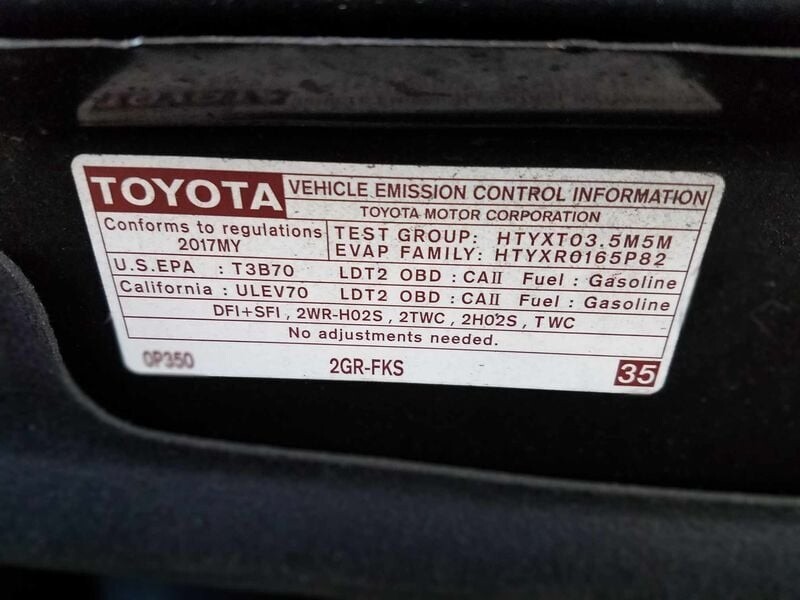 TOYOTA VEHICLE EMISSION CONTROL INFORMATION
TOYOTA MOTOR CORPORATION
Conforms to regulations
2017MY
TEST GROUP: HTYXT03.5M5M
EVAP FAMILY: HTYXR0165P82
U.S.EPA : T3B70 LDT2 OBD : CAII Fuel : Gasoline
California : ULEV70 LDT2 OBD : CAII Fuel : Gasoline
DFI+SFI , 2WR-HO2S , 2TWC , 2HO2S , TWC
No adjustments needed.
0P350 2GR-FKS 35